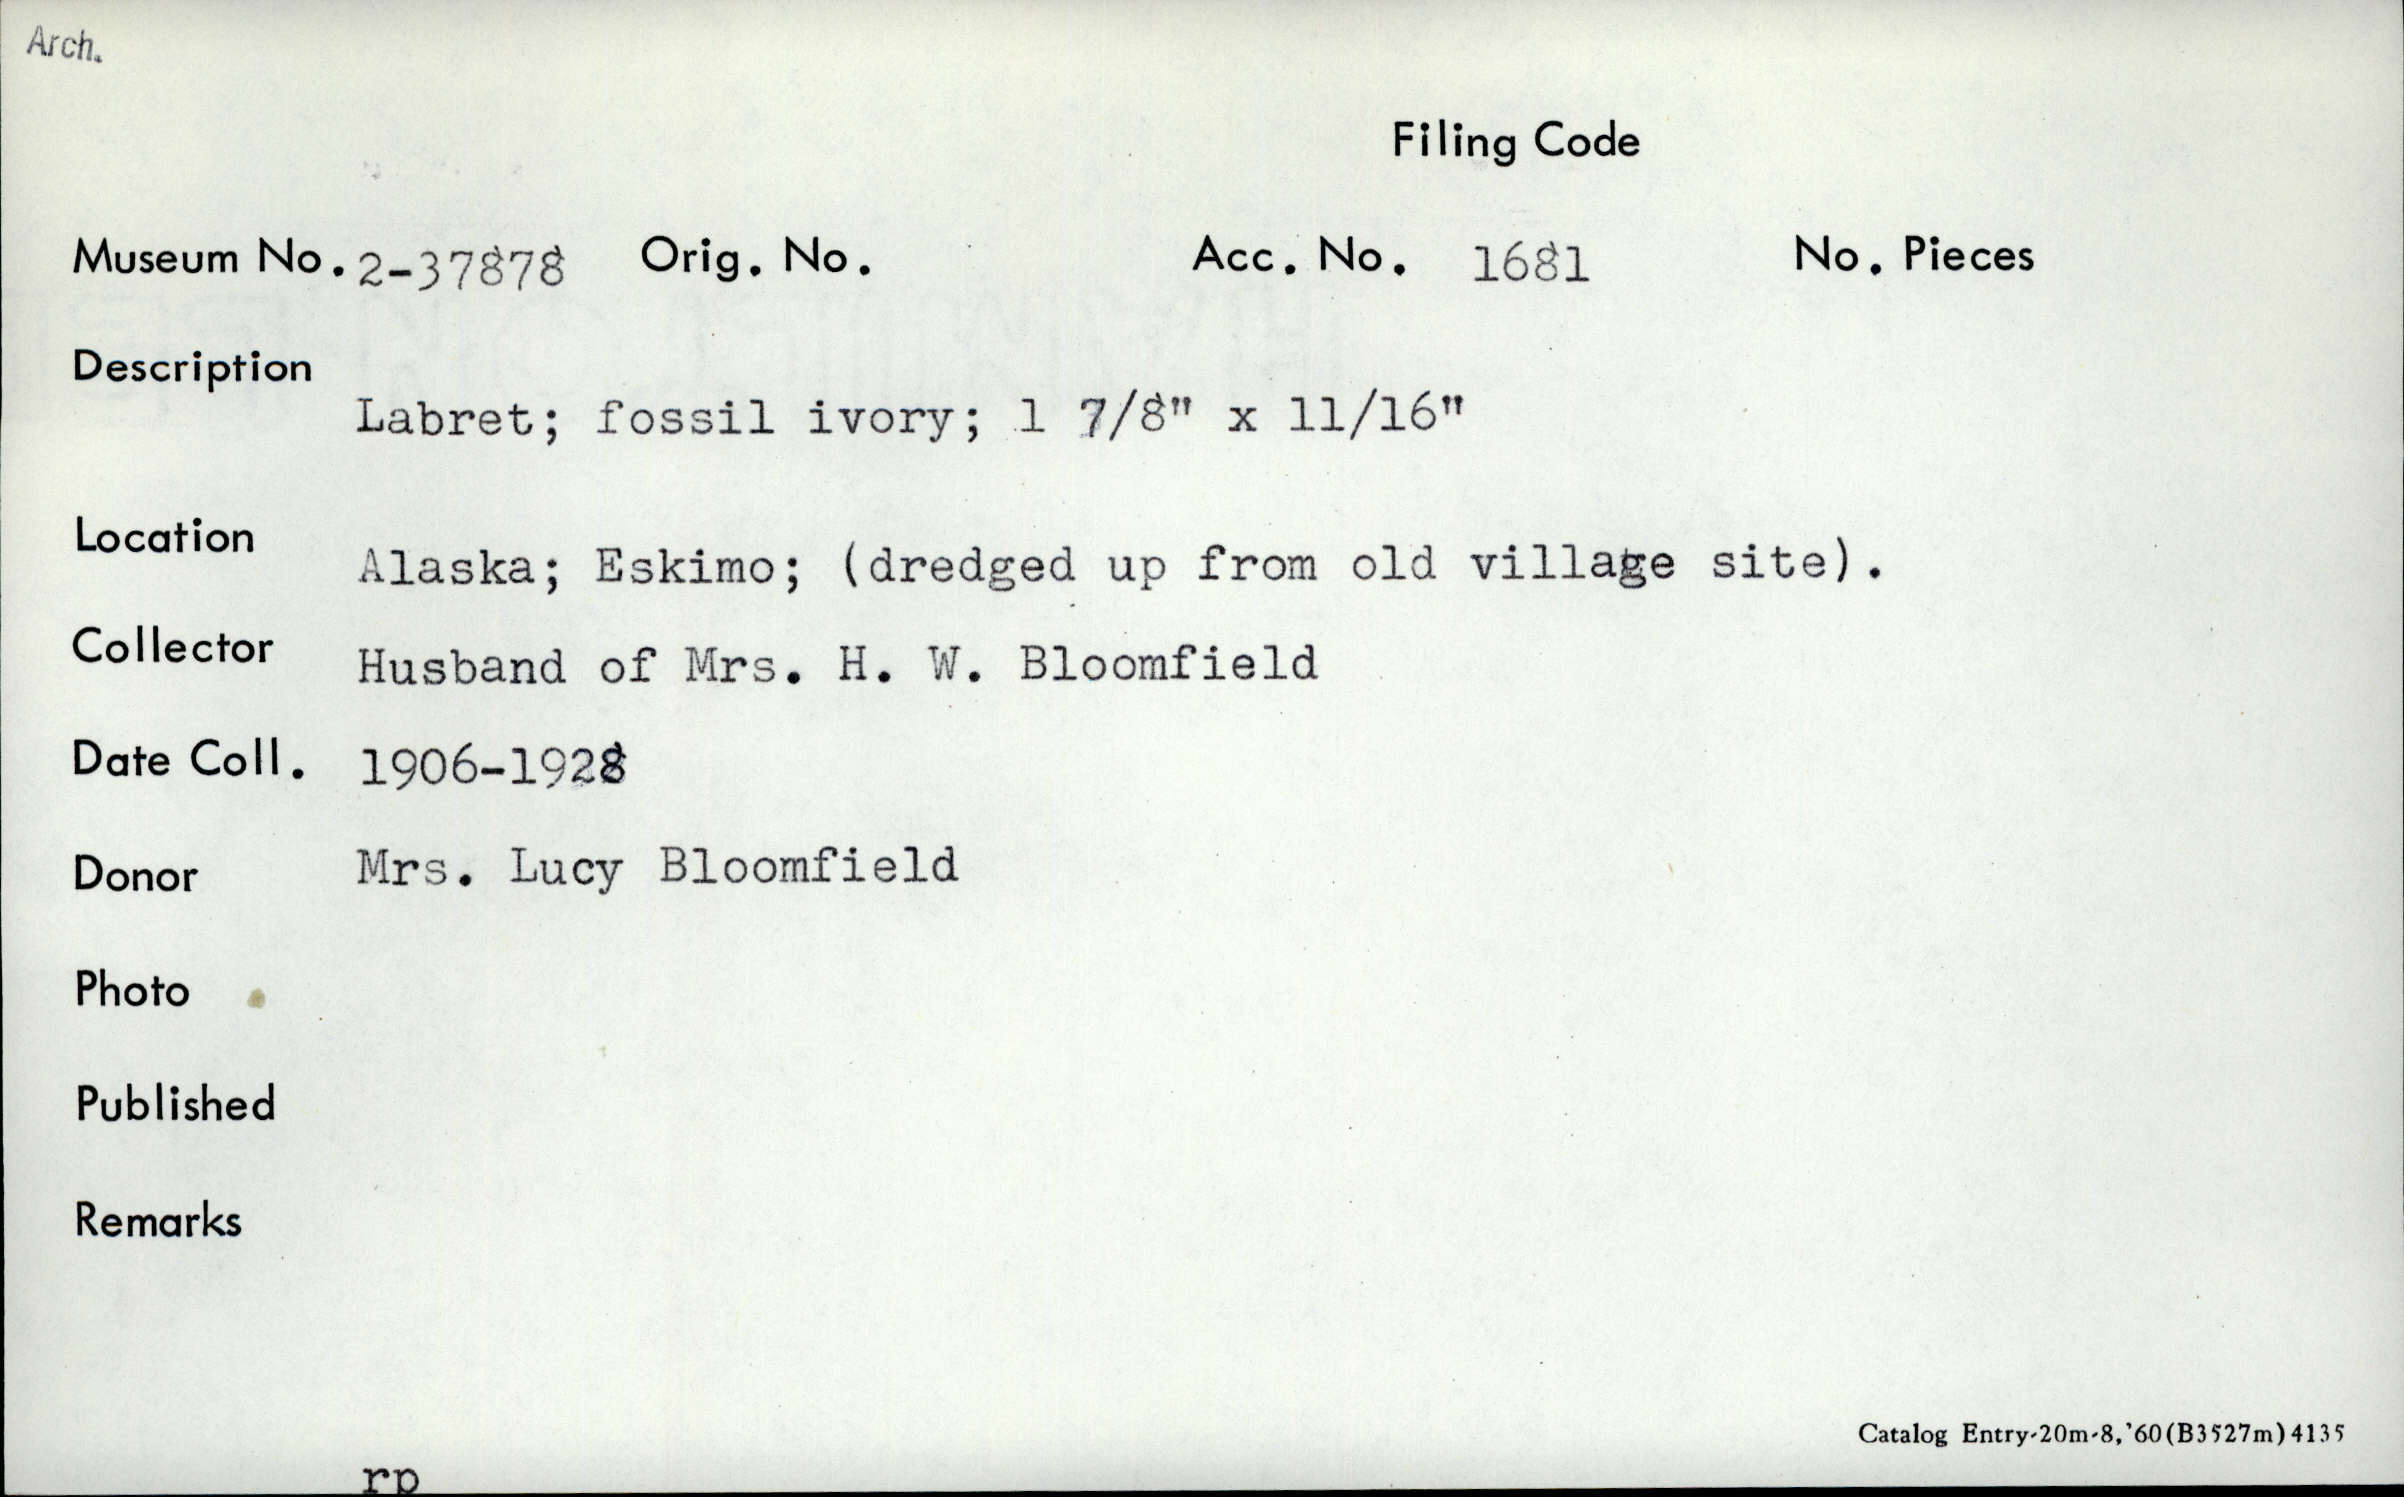 Arch.
Filing Code
Museum No. 2-37878 Orig. No. Acc. No. 1681 No. Pieces
Description
Labret; fossil ivory; 1 7/8" x 11/16"
Location
Alaska; Eskimo; (dredged up from old village site).
Collector Husband of Mrs. H. W. Bloomfield
Date Coll. 1906-1928
Donor Mrs. Lucy Bloomfield
Photo
Published
Remarks
Catalog Entry-20m-8,'60(B3527m)4135
rp